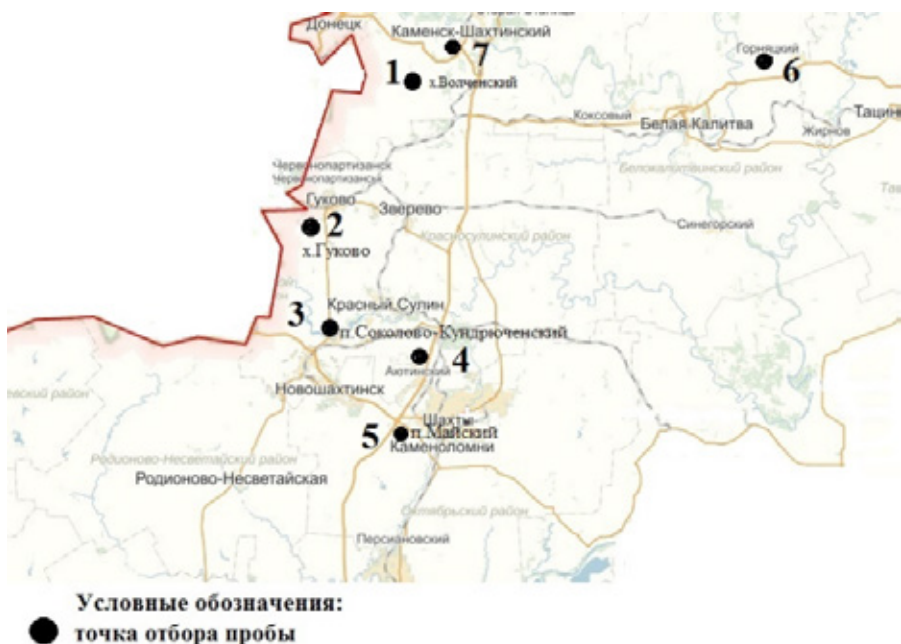 Донецк
Каменск-Шахтинский
7
1
х.Волченский
Горняцкий
6
Коксовый
Белая Калитва
Жирнов
Белокалитвинский район
Червонопартизанск
Гуково
Зверево
2
х.Гуково
Красносулинский район
Синегорский
Красный Сулин
3
п.Соколово-Кундрюченский
4
Аютинский
Новошахтинск
Шахты
5
п.Майский
Каменоломни
Родионово-Несветайский район
Родионово-Несветайская
Октябрьский район
Персиановский
Условные обозначения:
точка отбора пробы